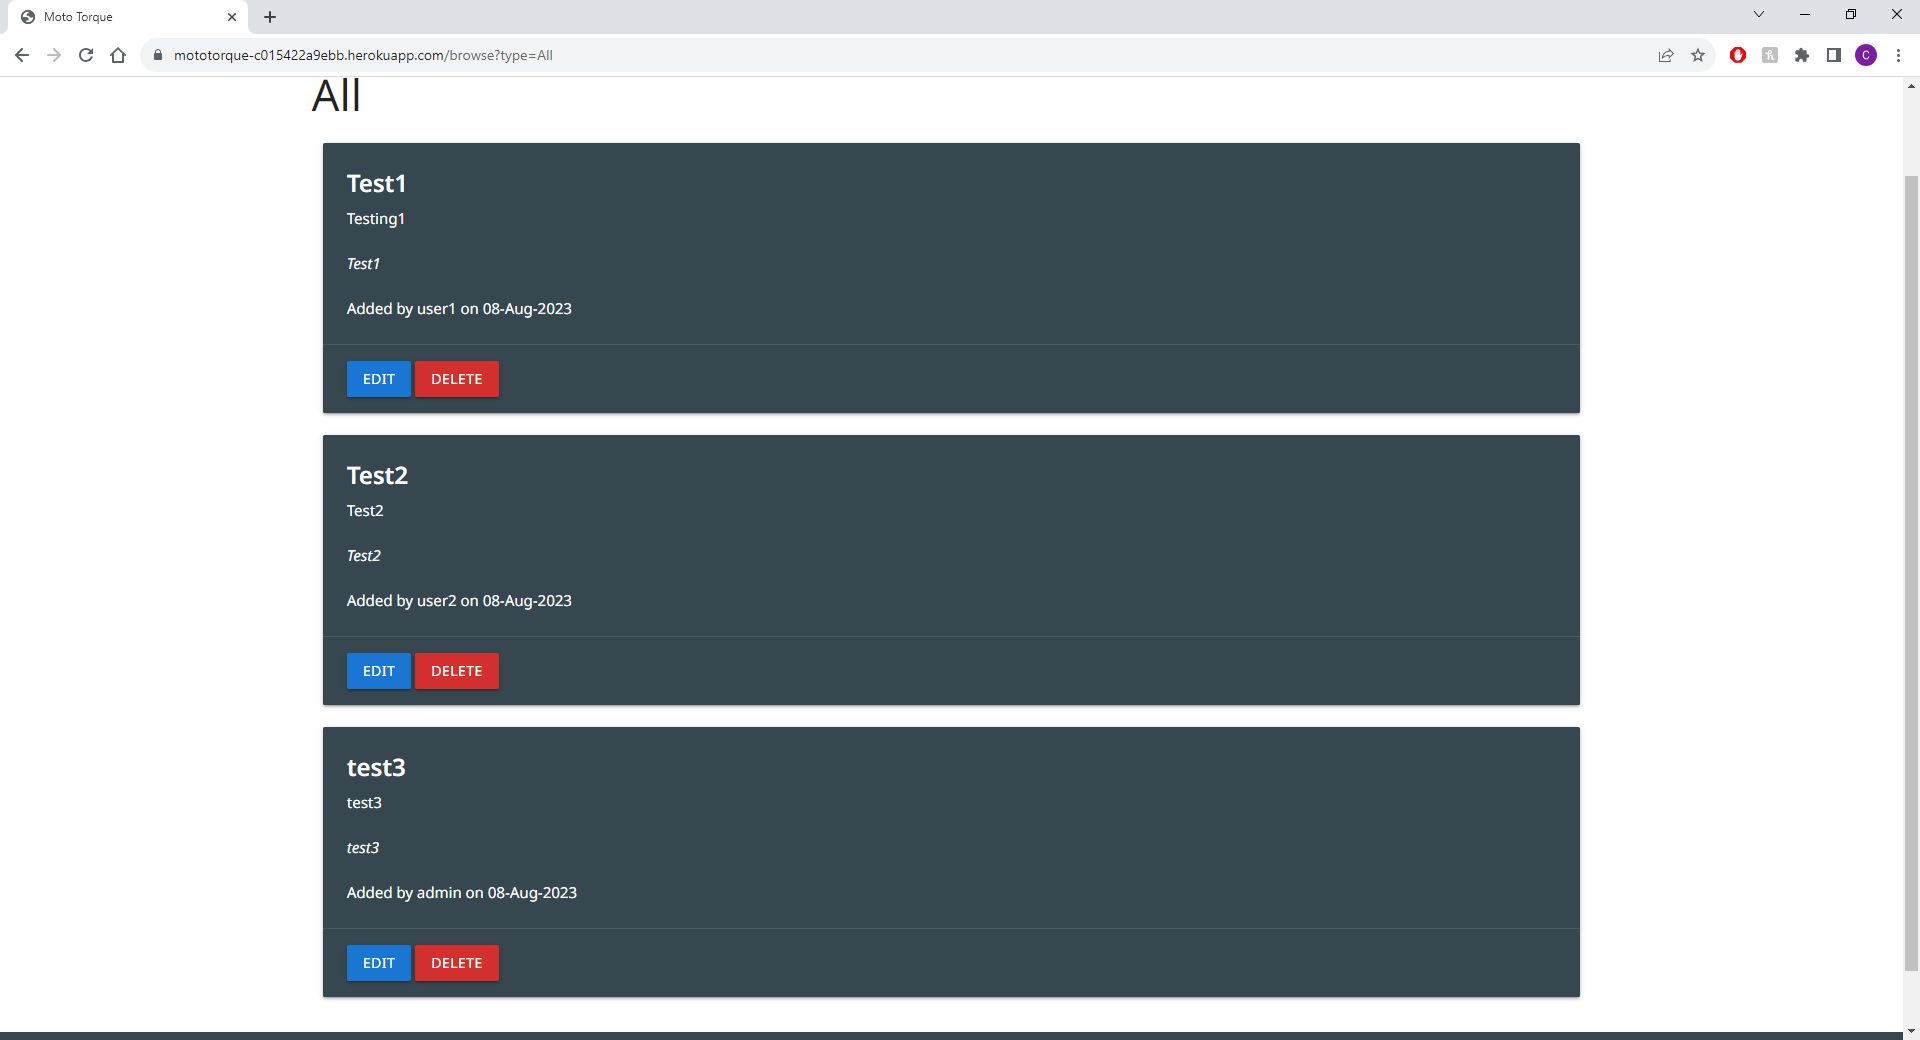 Moto Torque
mototorque-c015422a9ebb.herokuapp.com/browse?type=All
C
All
Test1
Testing1
Test1
Added by user1 on 08-Aug-2023
EDIT DELETE
Test2
Test2
Test2
Added by user2 on 08-Aug-2023
EDIT DELETE
test3
test3
test3
Added by admin on 08-Aug-2023
EDIT DELETE